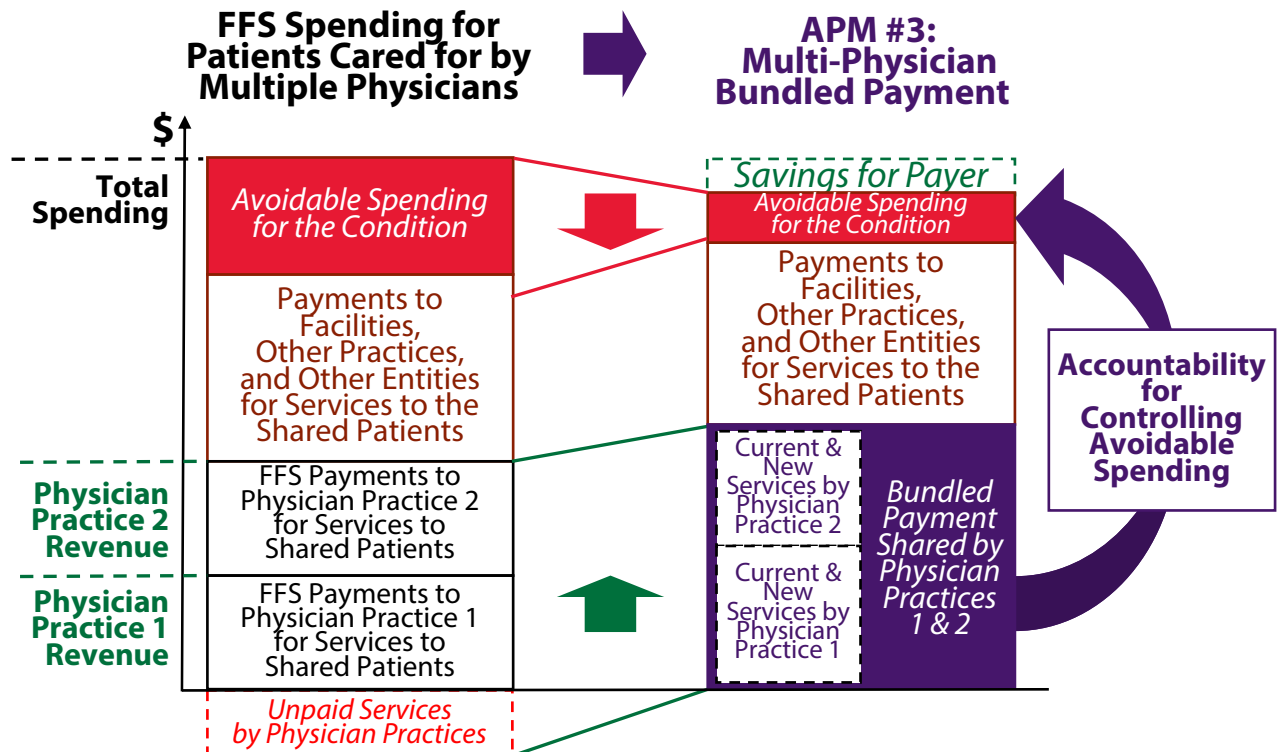 FFS Spending for
Patients Cared for by
Multiple Physicians
APM #3:
Multi-Physician
Bundled Payment
$
Total
Spending
Physician
Practice 2
Revenue
Physician
Practice 1
Revenue
Avoidable Spending
for the Condition
Payments to
Facilities,
Other Practices,
and Other Entities
for Services to the
Shared Patients
FFS Payments to
Physician Practice 2
for Services to
Shared Patients
FFS Payments to
Physician Practice 1
for Services to
Shared Patients
Unpaid Services
by Physician Practices
Savings for Payer
Avoidable Spending
for the Condition
Payments to
Facilities,
Other Practices,
and Other Entities
for Services to the
Shared Patients
Current &
New
Services by
Physician
Practice 2
Current &
New
Services by
Physician
Practice 1
Bundled
Payment
Shared by
Physician
Practices
1 & 2
Accountability
for
Controlling
Avoidable
Spending